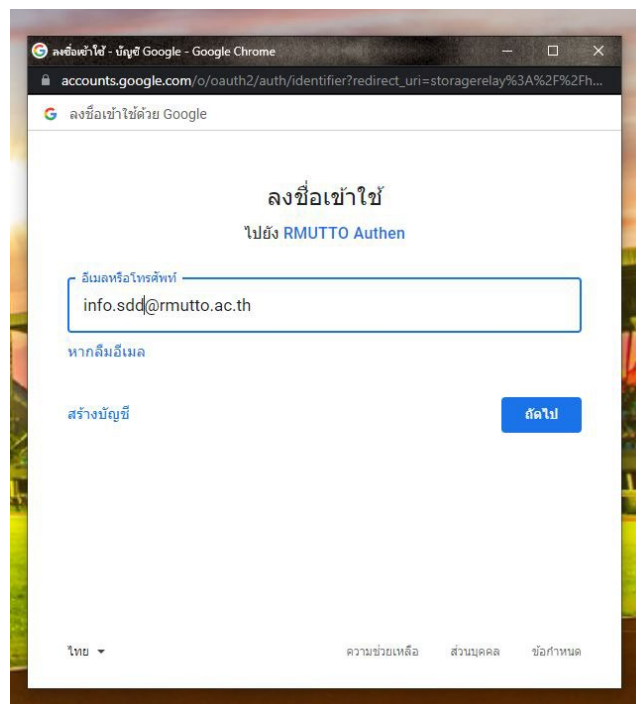 ลงชื่อเข้าใช้ - บัญชี Google - Google Chrome
accounts.google.com/o/oauth2/auth/identifier?redirect_uri=storagerelay%3A%2F%2Fh...
G ลงชื่อเข้าใช้ด้วย Google
ลงชื่อเข้าใช้
ไปยัง RMUTTO Authen
อีเมลหรือโทรศัพท์
info.sdd@rmutto.ac.th
หากลืมอีเมล
สร้างบัญชี ถัดไป
ไทย ความช่วยเหลือ ส่วนบุคคล ข้อกำหนด